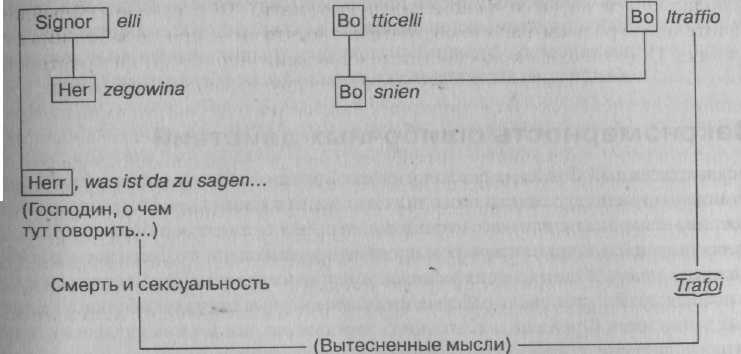 Signor elli Bo tticelli Bo ltraffio
Her zegowina Bo snien
Herr, was ist da zu sagen...
(Господин, о чем
тут говорить...)
Смерть и сексуальность Trafoi
(Вытесненные мысли)